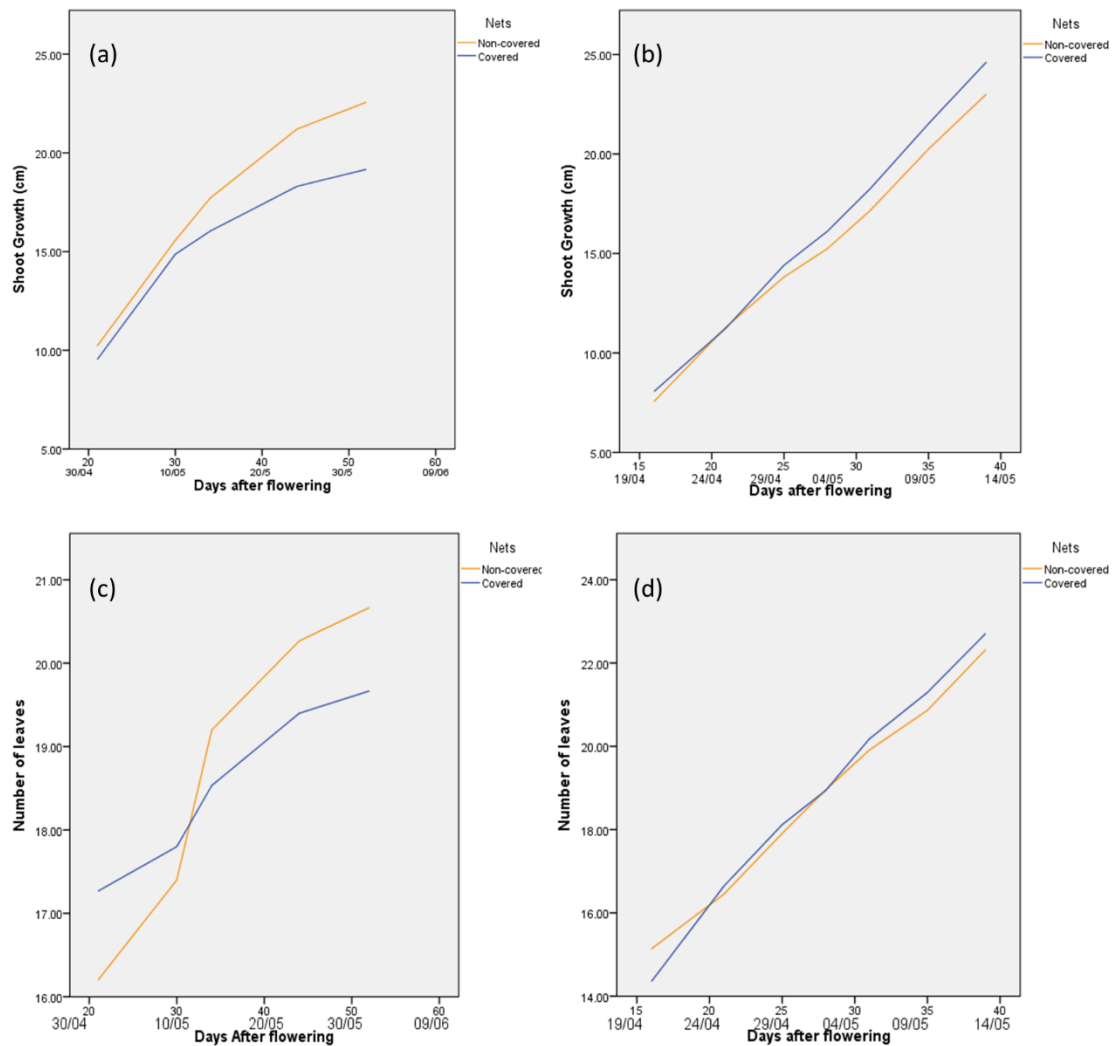 Nets
Non-covered
Covered
(a)
25.00
20.00
15.00
10.00
5.00
Shoot Growth (cm)
20 30 40 50 60
30/04 10/05 20/5 30/5 09/06
Days after flowering
Nets
Non-covered
Covered
(b)
25.00
20.00
15.00
10.00
5.00
Shoot Growth (cm)
15 20 25 30 35 40
19/04 24/04 29/04 04/05 09/05 14/05
Days after flowering
Nets
Non-covered
Covered
(c)
21.00
20.00
19.00
18.00
17.00
16.00
Number of leaves
20 30 40 50 60
30/04 10/05 20/05 30/05 09/06
Days After flowering
Nets
Non-covered
Covered
(d)
24.00
22.00
20.00
18.00
16.00
14.00
Number of leaves
15 20 25 30 35 40
19/04 24/04 29/04 04/05 09/05 14/05
Days after flowering